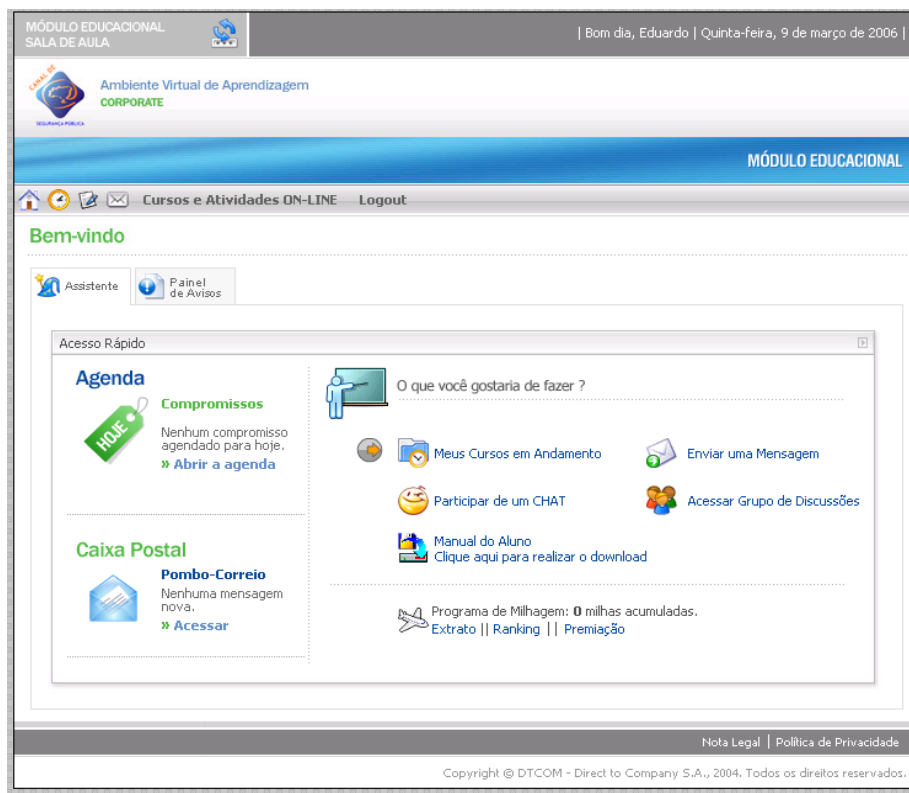 MÓDULO EDUCACIONAL
SALA DE AULA
| Bom dia, Eduardo | Quinta-feira, 9 de março de 2006 |
CANAL DE
SEGURANÇA PÚBLICA
Ambiente Virtual de Aprendizagem
CORPORATE
MÓDULO EDUCACIONAL
Cursos e Atividades ON-LINE Logout
Bem-vindo
Assistente
Painel
de Avisos
Acesso Rápido
Agenda
HOJE
Compromissos
Nenhum compromisso
agendado para hoje.
» Abrir a agenda
Caixa Postal
Pombo-Correio
Nenhuma mensagem
nova.
» Acessar
O que você gostaria de fazer ?
Meus Cursos em Andamento
Enviar uma Mensagem
Participar de um CHAT
Acessar Grupo de Discussões
Manual do Aluno
Clique aqui para realizar o download
Programa de Milhagem: 0 milhas acumuladas.
Extrato || Ranking || Premiação
Nota Legal | Política de Privacidade
Copyright @ DTCOM - Direct to Company S.A., 2004. Todos os direitos reservados.